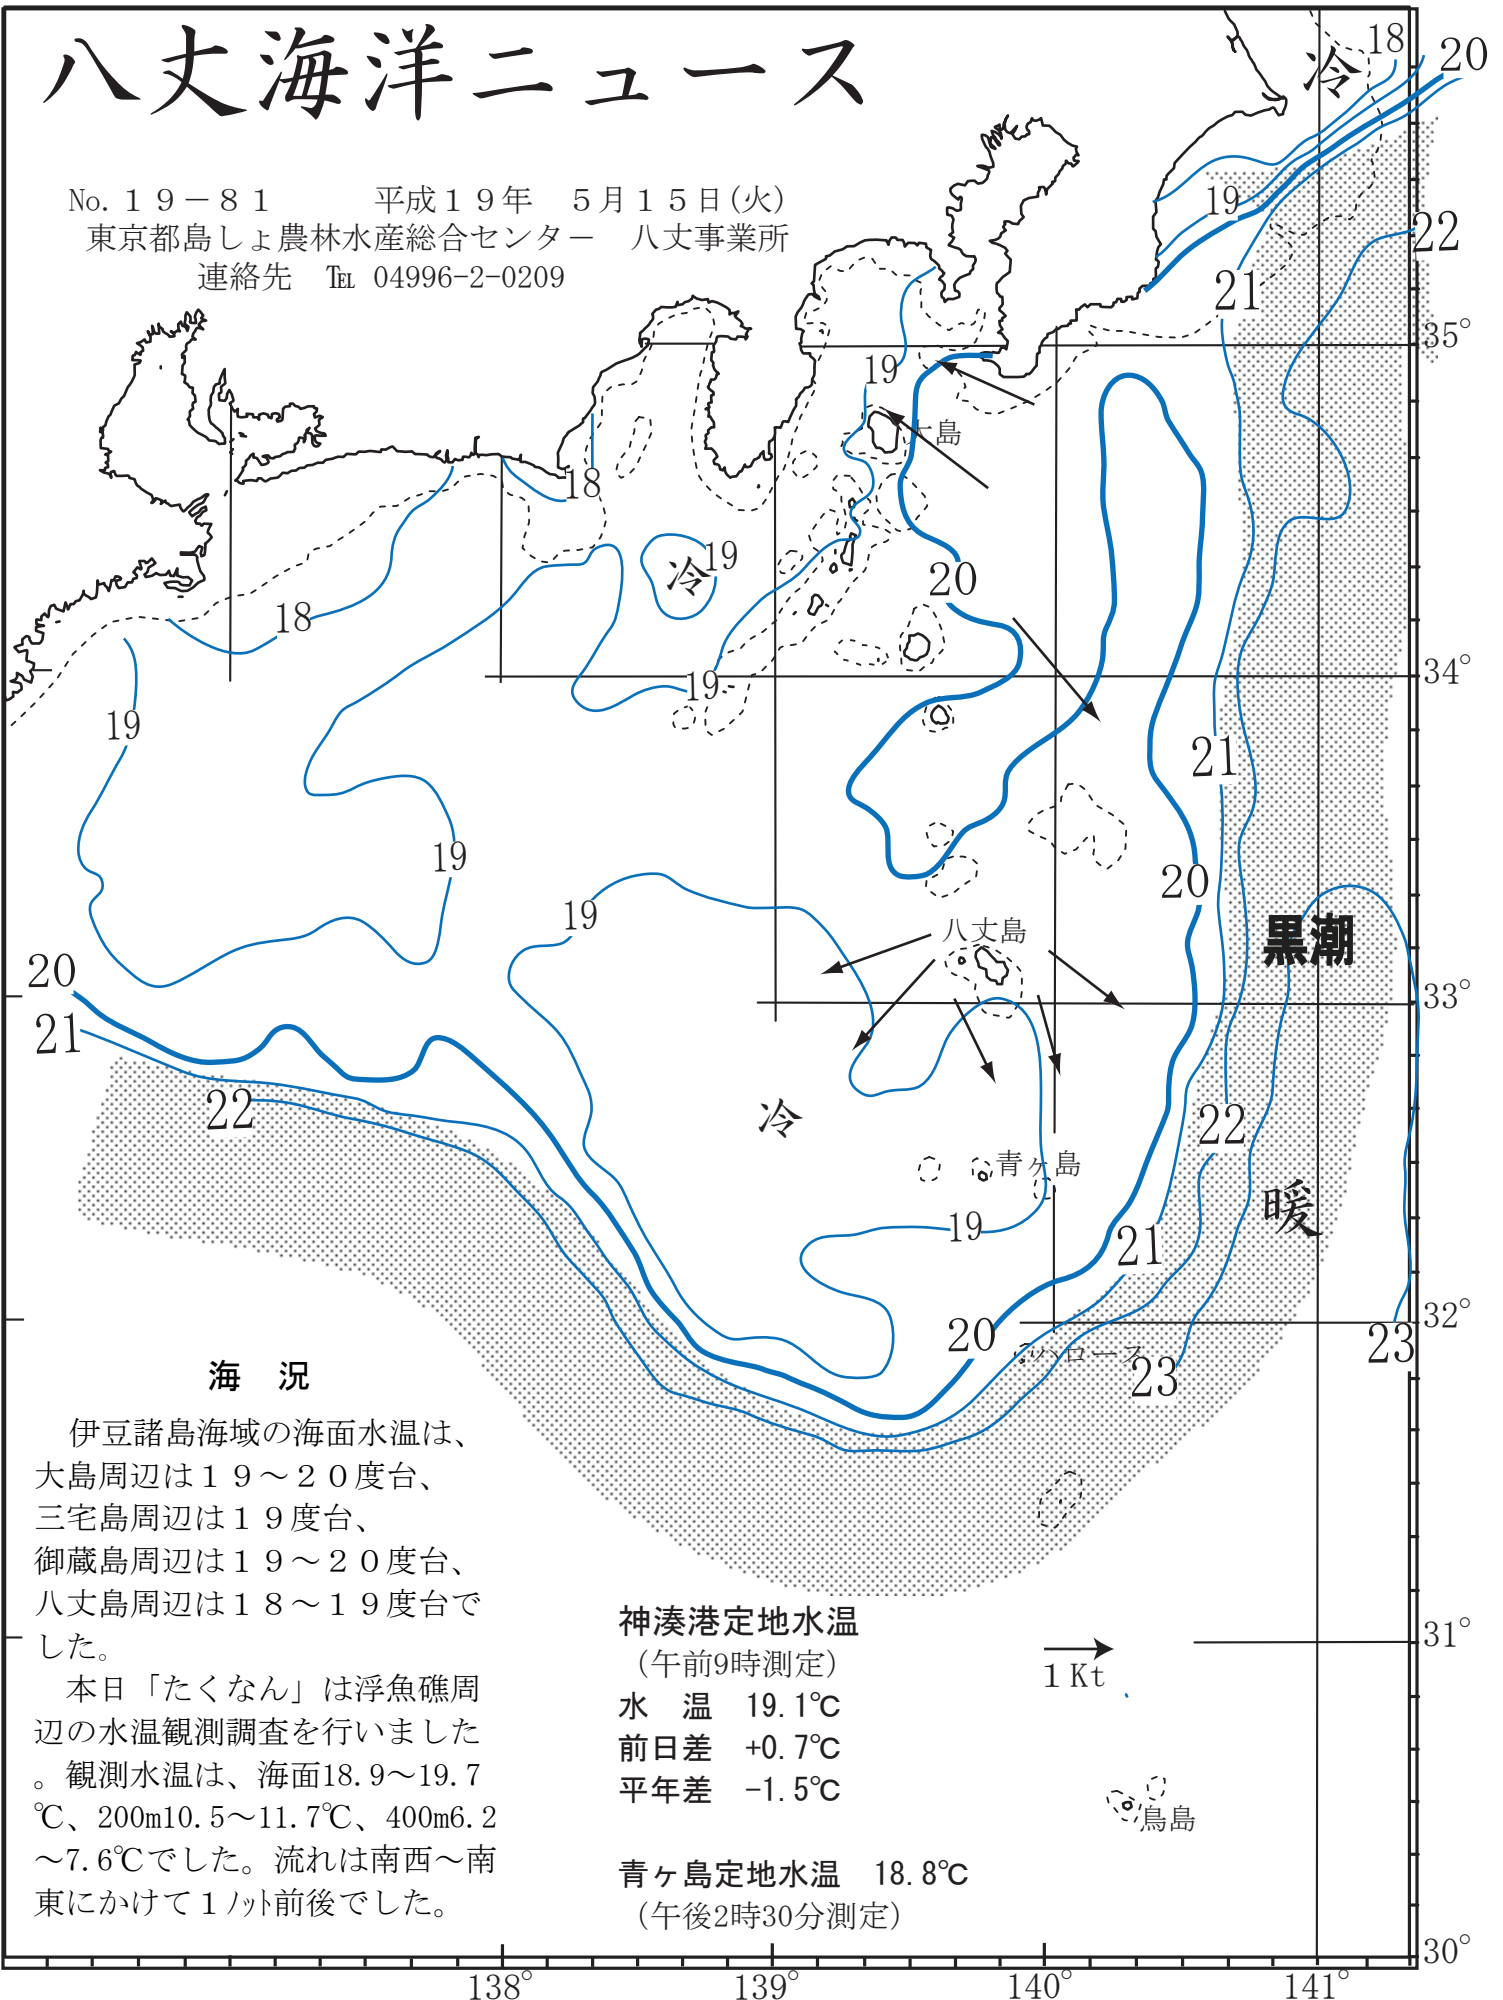 八丈海洋ニュース
No.１９－８１　　　平成１９年　５月１５日(火)
東京都島しょ農林水産総合センター　八丈事業所
連絡先　℡ 04996-2-0209
冷
18
20
19
22
21
35°
19
大島
18
冷
19
20
18
34°
19
19
21
19
20
19
黒潮
八丈島
20
33°
21
22
冷
22
青ヶ島
暖
19
21
20
32°
23
ハロース
23
海　況
伊豆諸島海域の海面水温は、
大島周辺は１９～２０度台、
三宅島周辺は１９度台、
御蔵島周辺は１９～２０度台、
八丈島周辺は１８～１９度台で
した。
本日「たくなん」は浮魚礁周
辺の水温観測調査を行いました
。観測水温は、海面18.9～19.7
℃、200m10.5～11.7℃、400m6.2
～7.6℃でした。流れは南西～南
東にかけて１ﾉｯﾄ前後でした。
神湊港定地水温
（午前9時測定）
水　温　19.1℃
前日差　+0.7℃
平年差　-1.5℃
青ヶ島定地水温　18.8℃
（午後2時30分測定）
31°
１Kt
鳥島
30°
138°
139°
140°
141°